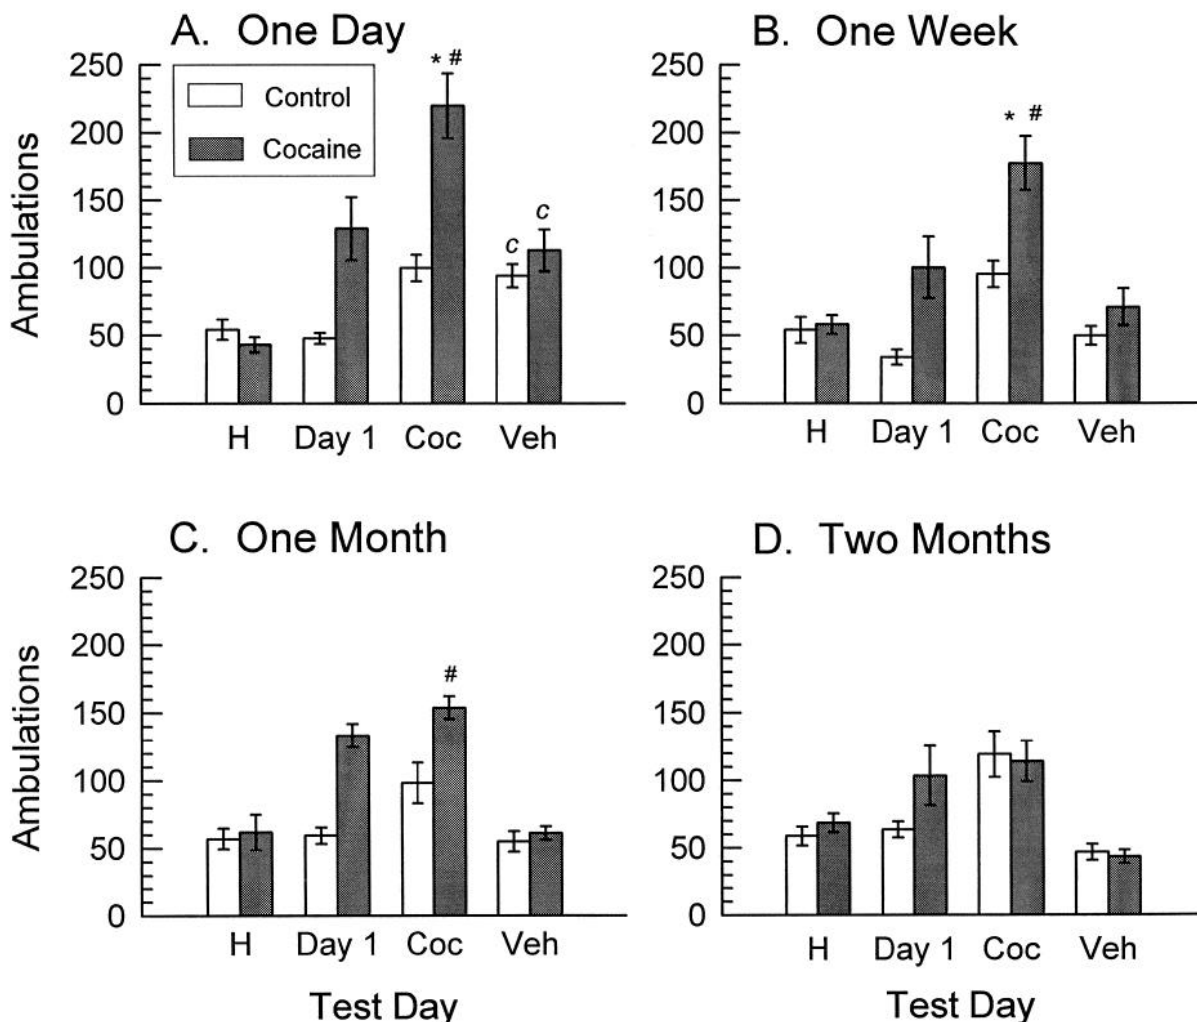 A. One Day
B. One Week
250
200
150
100
50
0
Ambulations
Control
Cocaine
* #
c
c
H Day 1 Coc Veh
250
200
150
100
50
0
* #
H Day 1 Coc Veh
C. One Month
D. Two Months
250
200
150
100
50
0
Ambulations
#
H Day 1 Coc Veh
Test Day
250
200
150
100
50
0
H Day 1 Coc Veh
Test Day